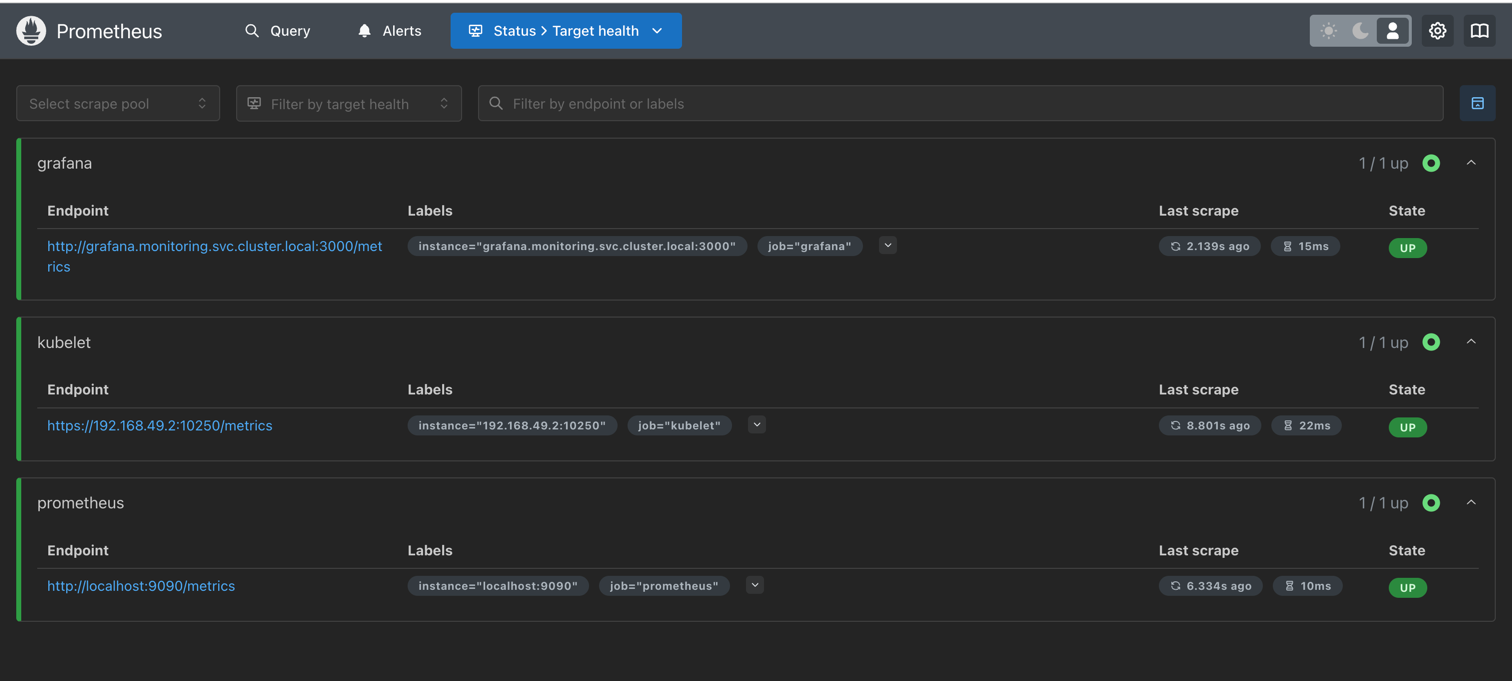 Prometheus
Query
Alerts
Status > Target health
Select scrape pool
Filter by target health
Filter by endpoint or labels
grafana
1 / 1 up
Endpoint Labels Last scrape State
http://grafana.monitoring.svc.cluster.local:3000/met instance="grafana.monitoring.svc.cluster.local:3000" job="grafana" 2.139s ago 15ms UP
rics
kubelet
1 / 1 up
Endpoint Labels Last scrape State
https://192.168.49.2:10250/metrics instance="192.168.49.2:10250" job="kubelet" 8.801s ago 22ms UP
prometheus
1 / 1 up
Endpoint Labels Last scrape State
http://localhost:9090/metrics instance="localhost:9090" job="prometheus" 6.334s ago 10ms UP